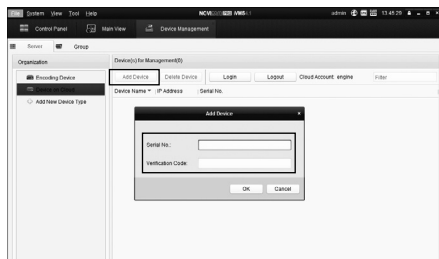 File System View Tool Help
admin 13:45:26
Control Panel
Main View
Device Management
Server
Group
Organization
Encoding Device
Add New Device Type
Device(s) for Management(0)
Add Device Delete Device Login Logout Cloud Account: engine Filter
Device Name IP Address Serial No.
Add Device
Serial No.:
Verification Code:
OK Cancel